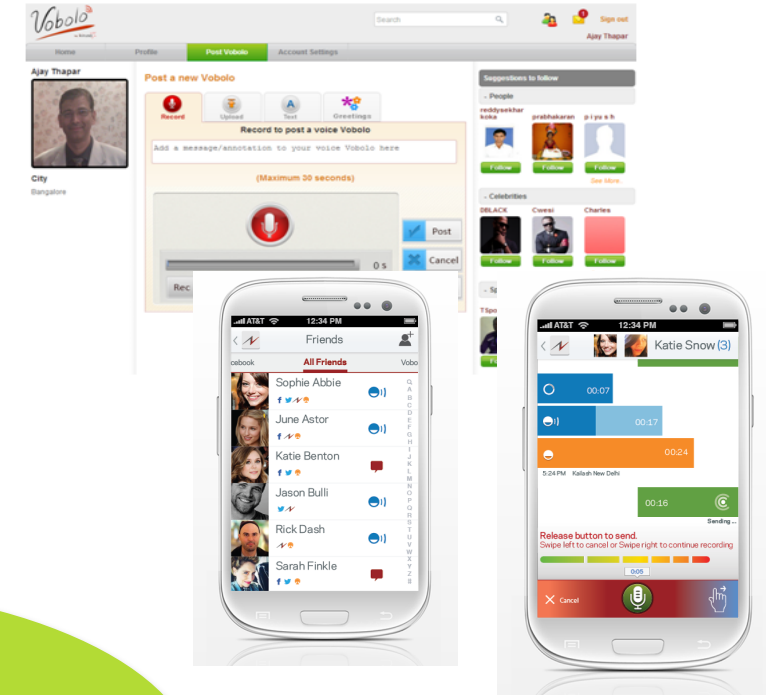 Vobolo
Search
Sign out
Ajay Thapar
Home Profile Post Vobolo Account Settings
Ajay Thapar
City
Bangalore
Post a new Vobolo
Record Upload Text Greetings
Record to post a voice Vobolo
Add a message/annotation to your voice Vobolo here
(Maximum 30 seconds)
0 s
Post
Cancel
Rec
Suggestions to follow
People
reddysekhar koka prabhakaran p i yu s h
Follow Follow Follow
See More..
Celebrities
DBLACK Cwesi Charles
Follow Follow Follow
Sp
TSpo
AT&T 12:34 PM
Friends
cebook All Friends Vobo
Sophie Abbie
June Astor
Katie Benton
Jason Bulli
Rick Dash
Sarah Finkle
A
B
C
D
E
F
G
H
I
J
K
L
M
N
O
P
Q
R
S
T
U
V
W
X
Y
Z
#
AT&T 12:34 PM
Katie Snow (3)
00:07
00:17
00:24
5:24 PM Kailash New Delhi
00:16
Sending ...
Release button to send.
Swipe left to cancel or Swipe right to continue recording
0:05
Cancel